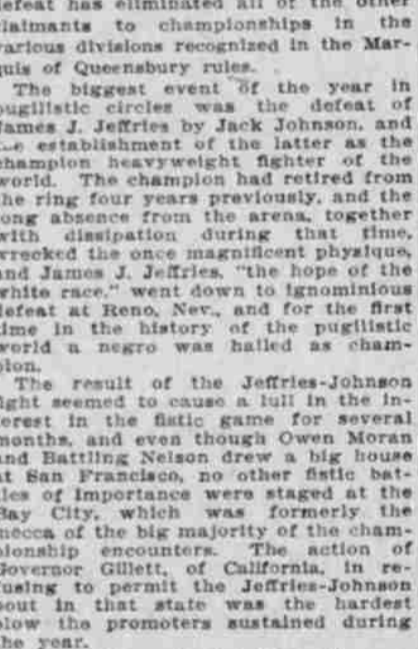 defeat has eliminated all of the other
claimants to championships in the
various divisions recognized in the Mar-
quis of Queensbury rules.
The biggest event of the year in
pugilistic circles was the defeat of
James J. Jeffries by Jack Johnson, and
the establishment of the latter as the
champion heavyweight fighter of the
world. The champion had retired from
the ring four years previously, and the
long absence from the arena, together
with dissipation during that time,
wrecked the once magnificent physique,
and James J. Jeffries, "the hope of the
white race," went down to ignominious
defeat at Reno, Nev., and for the first
time in the history of the pugilistic
world a negro was hailed as cham-
pion.
The result of the Jeffries-Johnson
fight seemed to cause a lull in the in-
terest in the fistic game for several
months, and even though Owen Moran
and Battling Nelson drew a big house
at San Francisco, no other fistic bat-
tles of importance were staged at the
Bay City, which was formerly the
mecca of the big majority of the cham-
pionship encounters. The action of
Governor Gillett, of California, in re-
fusing to permit the Jeffries-Johnson
bout in that state was the hardest
blow the promoters sustained during
the year.